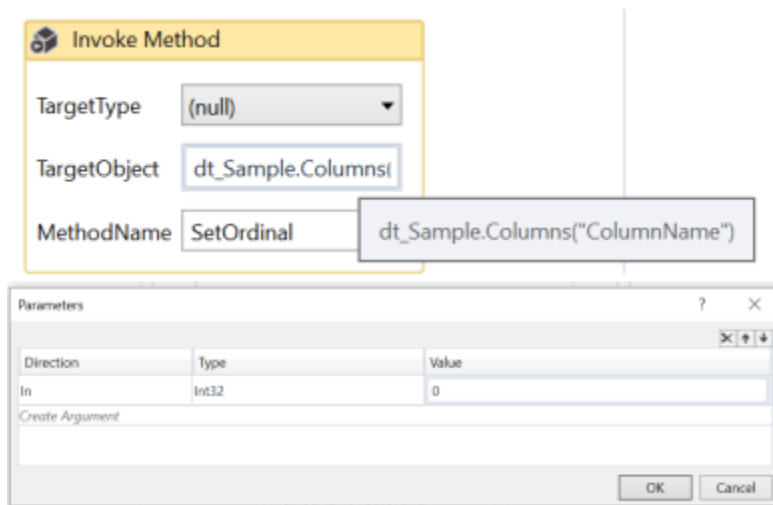 Invoke Method
TargetType (null)
TargetObject dt_Sample.Columns(
MethodName SetOrdinal
dt_Sample.Columns("ColumnName")
Parameters ?
Direction Type Value
In Int32 0
Create Argument
OK Cancel